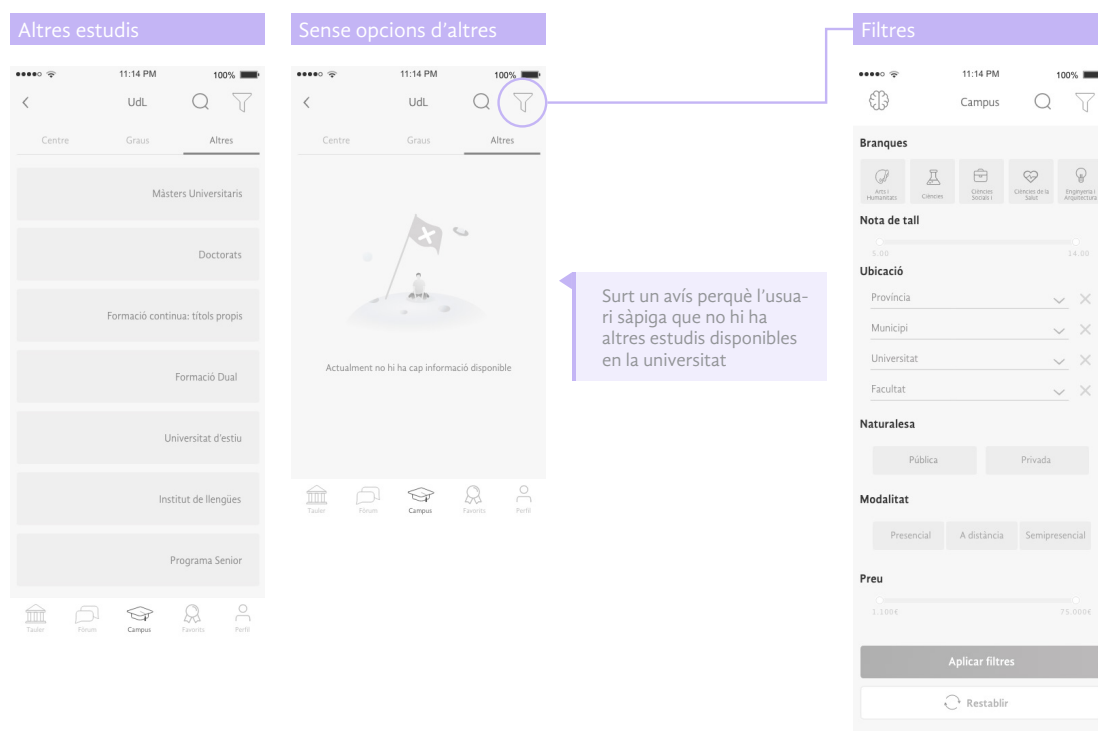 Altres estudis
11:14 PM
100%
UdL
Centre
Graus
Altres
Màsters Universitaris
Doctorats
Formació continua: títols propis
Formació Dual
Universitat d'estiu
Institut de llengües
Programa Senior
Tauler
Fòrum
Campus
Favorits
Perfil
Sense opcions d'altres
11:14 PM
100%
UdL
Centre
Graus
Altres
Actualment no hi ha cap informació disponible
Tauler
Fòrum
Campus
Favorits
Perfil
Surt un avís perquè l'usua-
ri sàpiga que no hi ha
altres estudis disponibles
en la universitat
Filtres
11:14 PM
100%
Campus
Branques
Arts i
Humanitats
Ciències
Ciències
Socials i
Ciències de la
Salut
Enginyeria i
Arquitectura
Nota de tall
5.00
14.00
Ubicació
Província
Municipi
Universitat
Facultat
Naturalesa
Pública
Privada
Modalitat
Presencial
A distància
Semipresencial
Preu
1.100€
75.000€
Aplicar filtres
Restablir